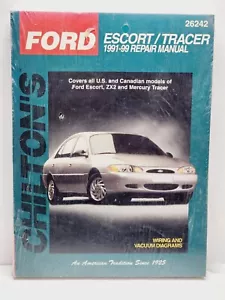 26242
FORD
ESCORT/TRACER
1991-99 REPAIR MANUAL
Covers all U.S. and Canadian models of
Ford Escort, ZX2 and Mercury Tracer
CHILTON'S
WIRING AND
VACUUM DIAGRAMS
An American Tradition Since 1925